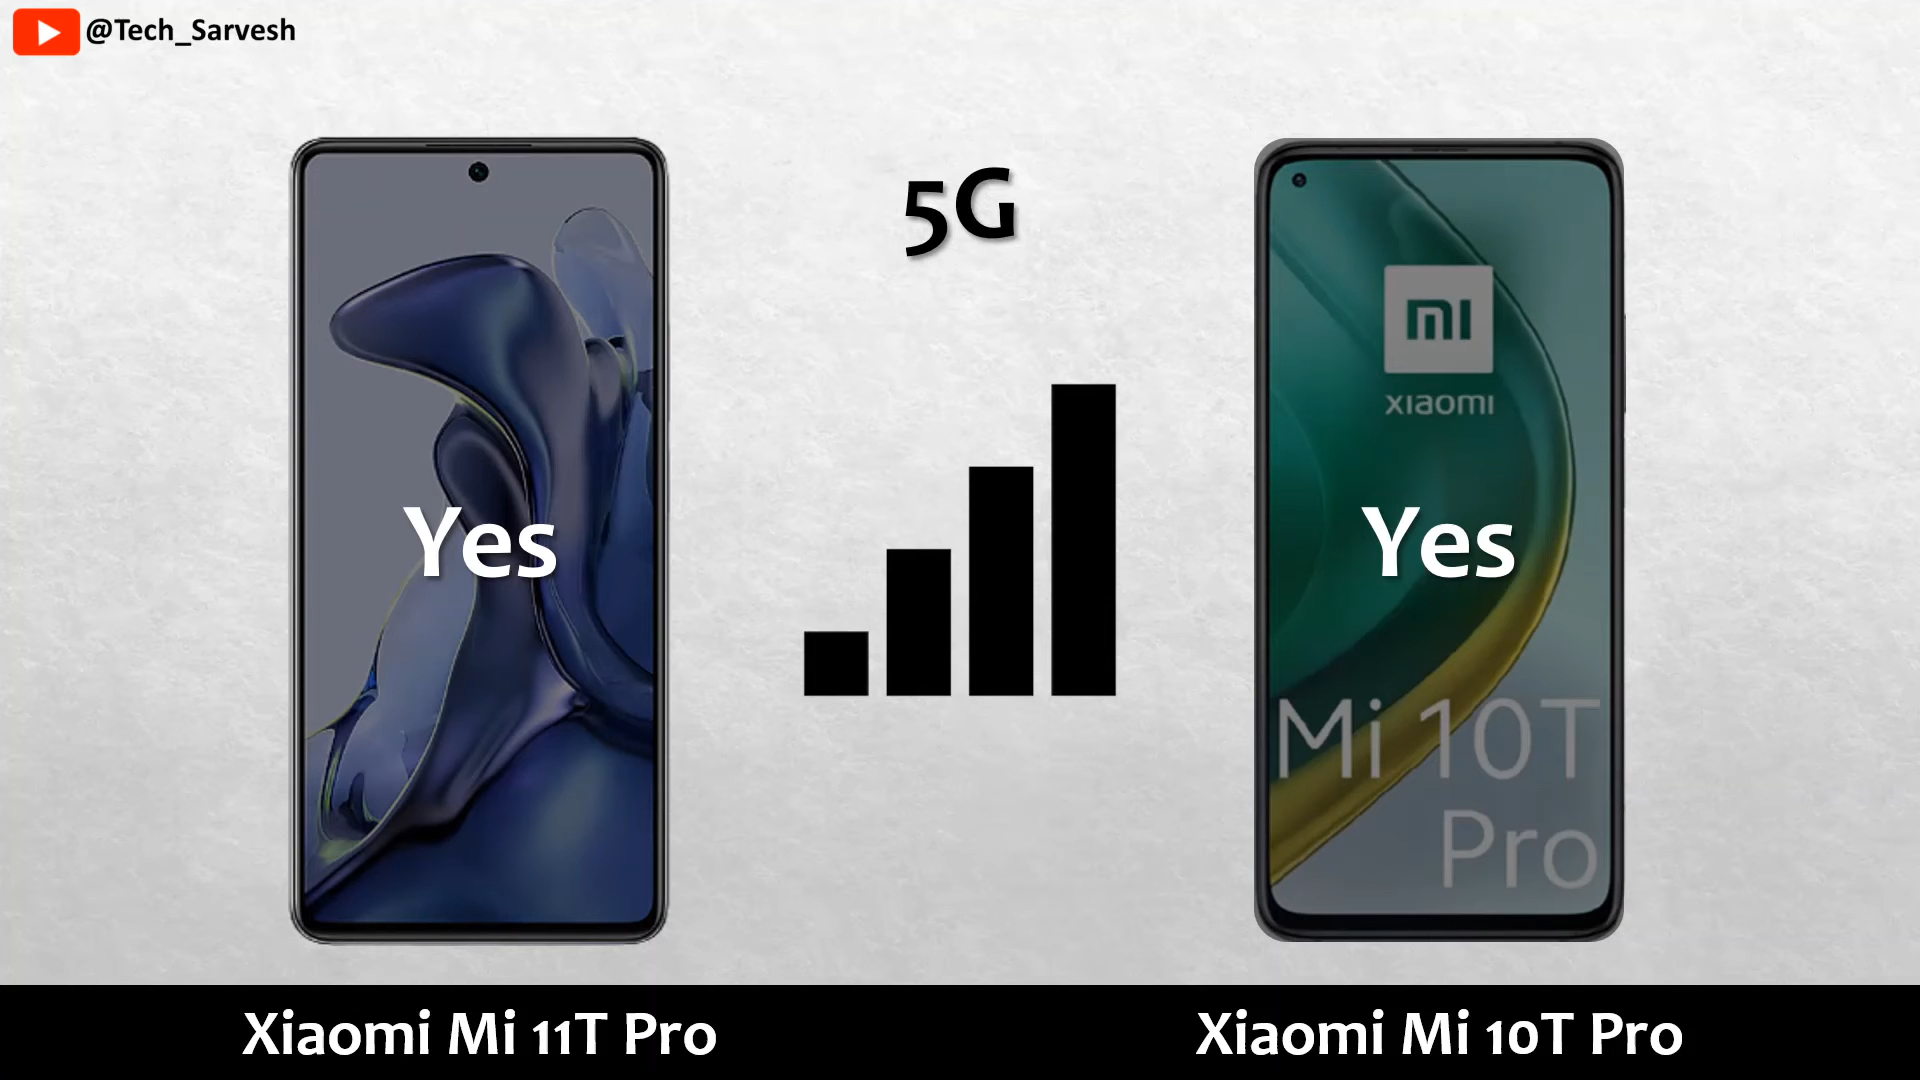 @Tech_Sarvesh
5G
mi
xiaomi
Yes
Yes
Mi 10T
Pro
Xiaomi Mi 11T Pro
Xiaomi Mi 10T Pro